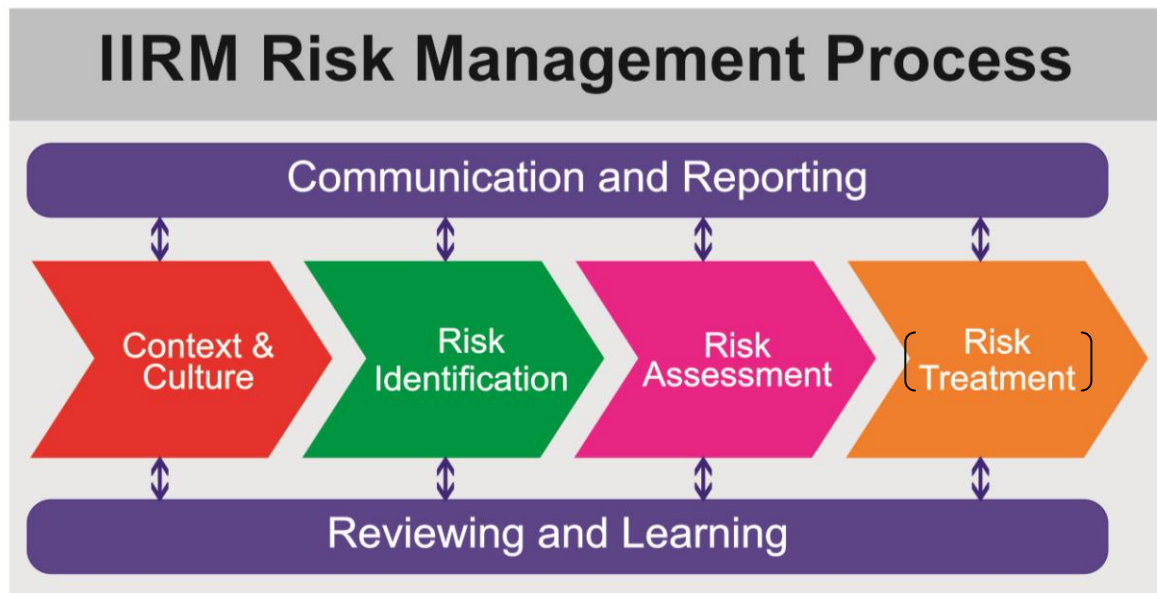 IIRM Risk Management Process
Communication and Reporting
Context &
Culture
Risk
Identification
Risk
Assessment
Risk
Treatment
Reviewing and Learning